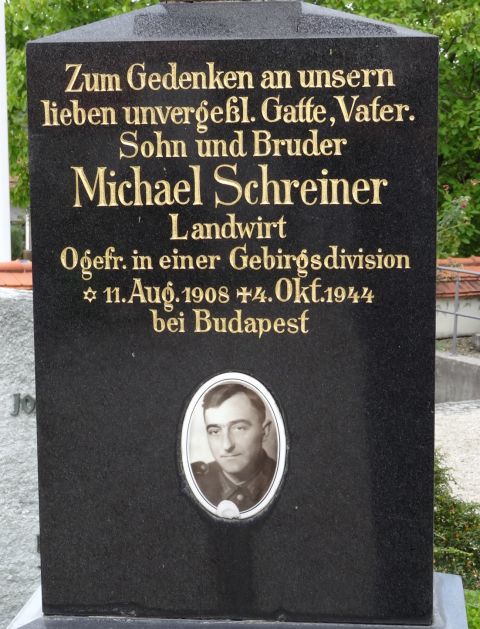 Zum Gedenken an unsern
lieben unvergeßl. Gatte, Vater.
Sohn und Bruder
Michael Schreiner
Landwirt
Ogefr. in einer Gebirgsdivision
✡ 11. Aug. 1908 ✝ 4. Okt. 1944
bei Budapest